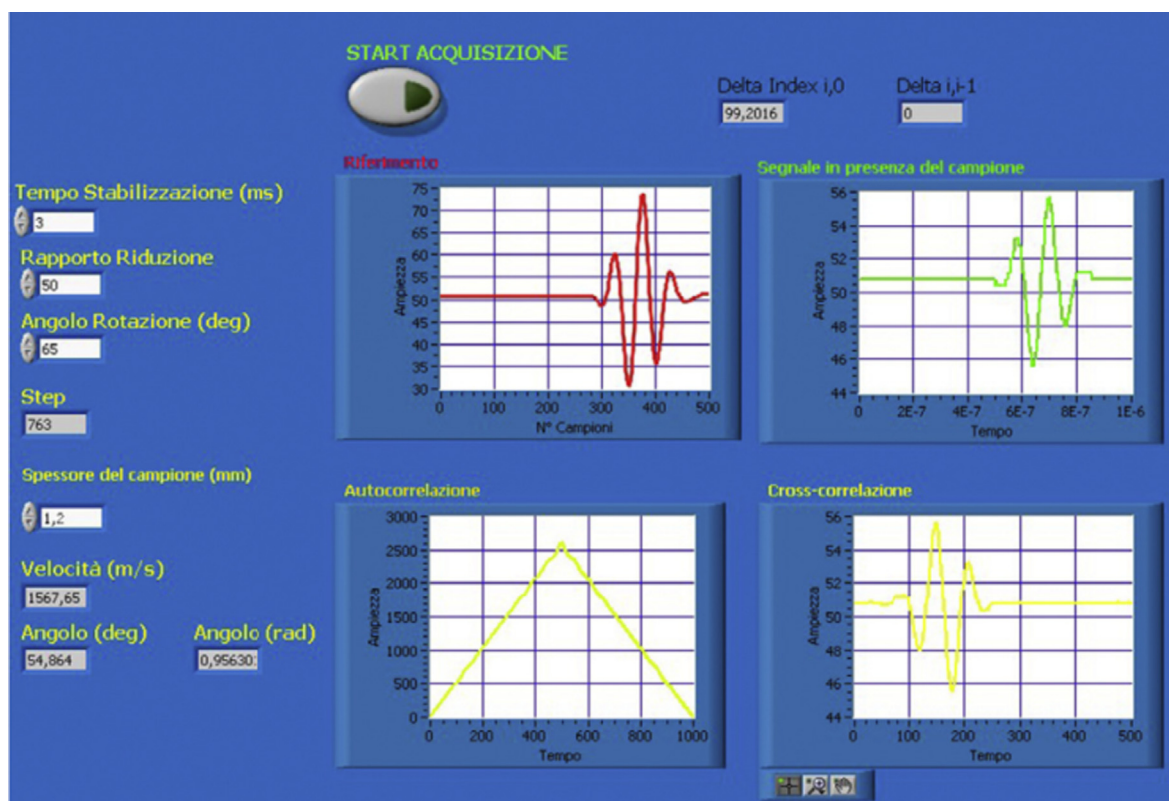 START ACQUISIZIONE
Delta Index i,0
Delta i,i-1
99,2016
0
Tempo Stabilizzazione (ms)
3
Rapporto Riduzione
50
Angolo Rotazione (deg)
65
Step
763
Spessore del campione (mm)
1,2
Velocità (m/s)
1567,65
Angolo (deg)
Angolo (rad)
54,864
0,95630
Riferimento
Ampiezza
75
70
65
60
55
50
45
40
35
30
0
100
200
300
400
500
N° Campioni
Segnale in presenza del campione
Ampiezza
56
54
52
50
48
46
44
0
2E-7
4E-7
6E-7
8E-7
1E-6
Tempo
Autocorrelazione
Ampiezza
3000
2500
2000
1500
1000
500
0
0
200
400
600
800
1000
Tempo
Cross-correlazione
Ampiezza
56
54
52
50
48
46
44
0
100
200
300
400
500
Tempo